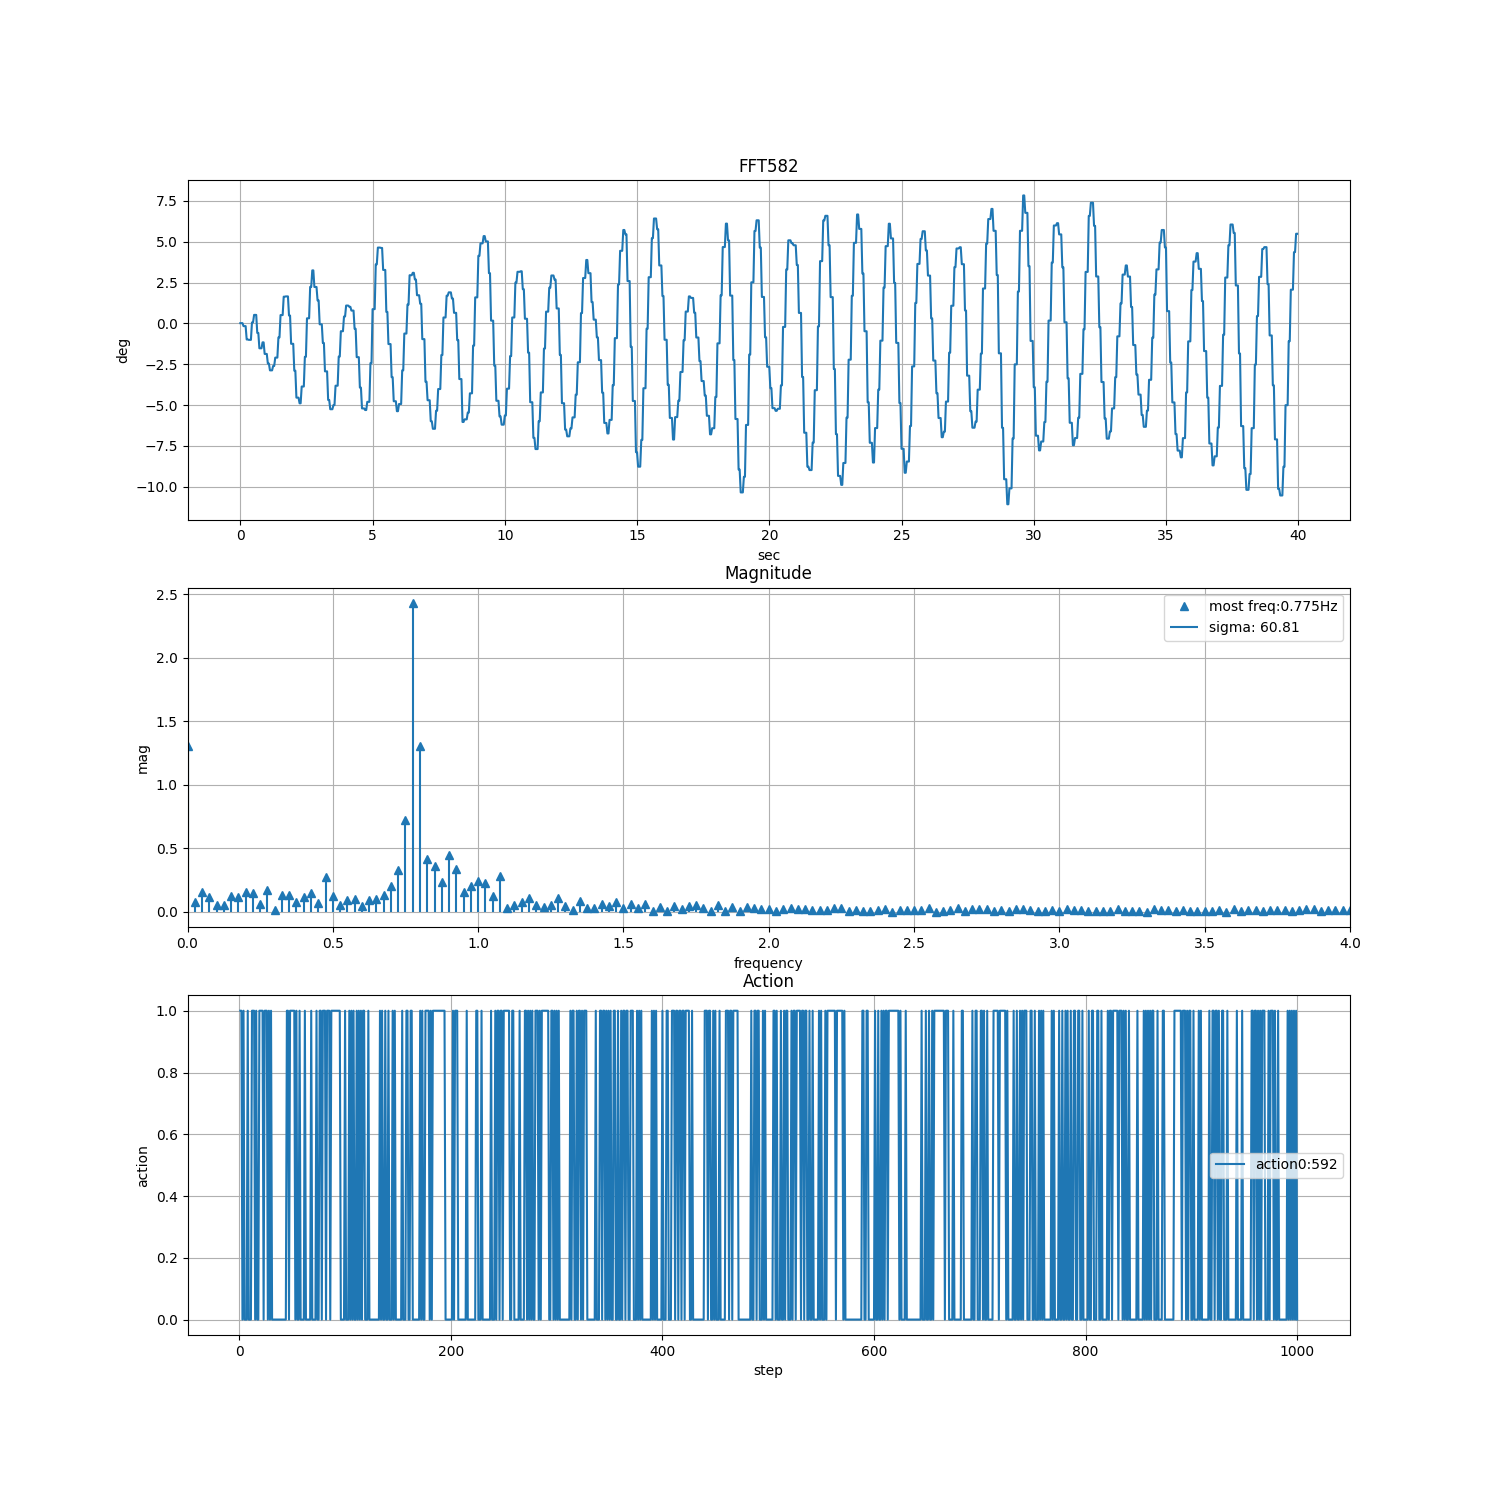 FFT582
7.5
5.0
2.5
0.0
−2.5
−5.0
−7.5
−10.0
deg
0 5 10 15 20 25 30 35 40
sec
Magnitude
2.5
2.0
1.5
1.0
0.5
0.0
mag
most freq:0.775Hz
sigma: 60.81
0.0 0.5 1.0 1.5 2.0 2.5 3.0 3.5 4.0
frequency
Action
1.0
0.8
0.6
0.4
0.2
0.0
action
action0:592
0 200 400 600 800 1000
step